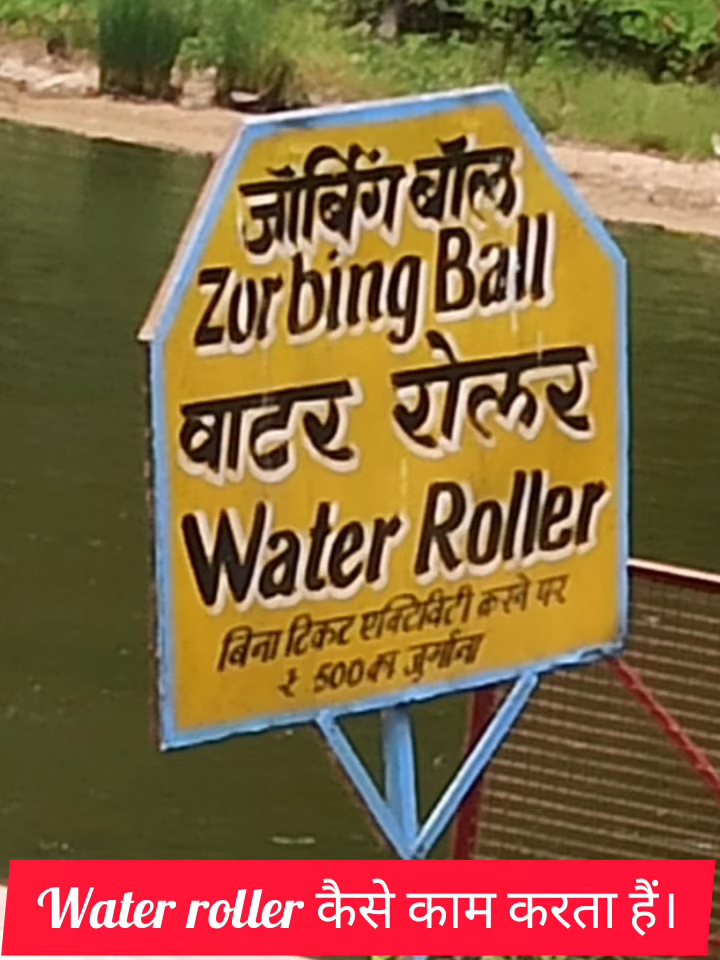 जॉर्बिंग बॉल
Zorbing Ball
वाटर रोलर
Water Roller
बिना टिकट एक्टिविटी करने पर
₹ 500 का जुर्माना
Water roller कैसे काम करता हैं।